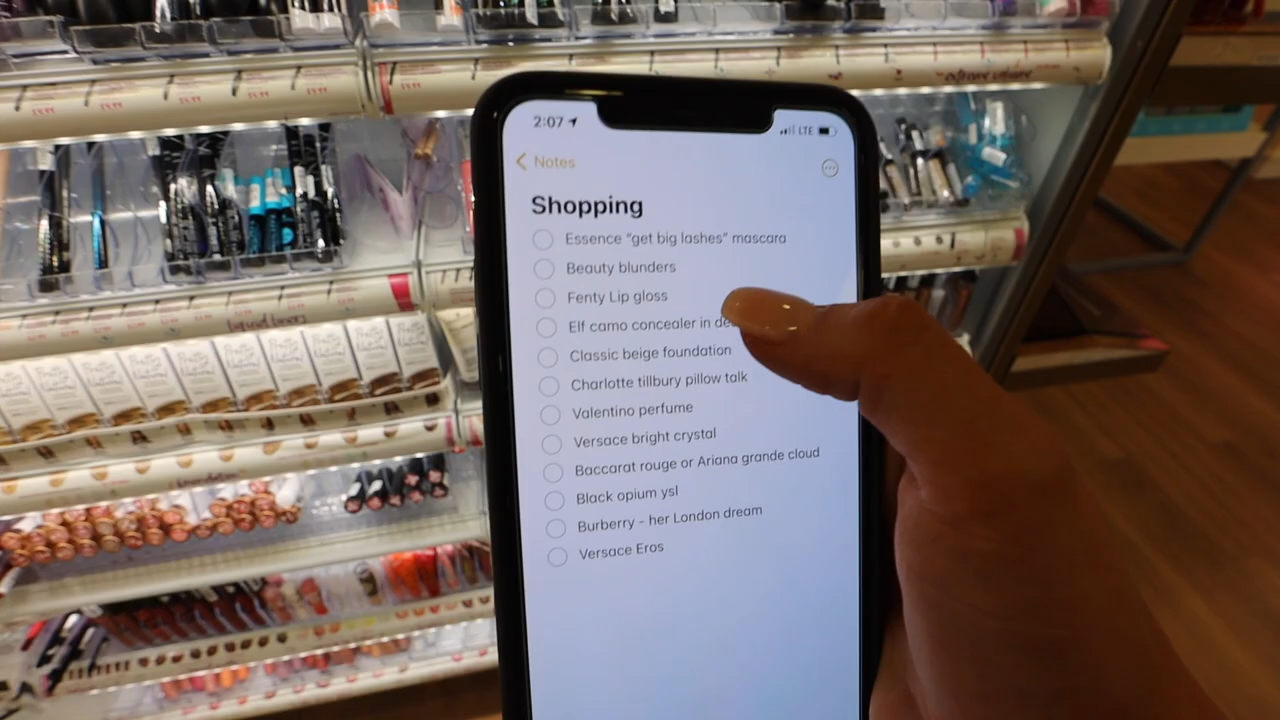 2:07
LTE
Notes
Shopping
Essence "get big lashes" mascara
Beauty blunders
Fenty Lip gloss
Elf camo concealer in
Classic beige foundation
Charlotte tillbury pillow talk
Valentino perfume
Versace bright crystal
Baccarat rouge or Ariana grande cloud
Black opium ysl
Burberry - her London dream
Versace Eros
liquid liners